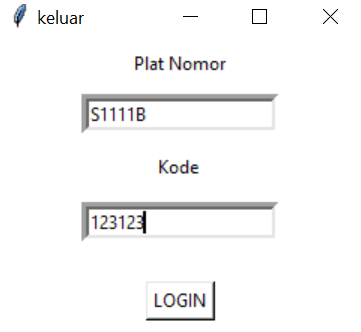 keluar
Plat Nomor
S1111B
Kode
123123
LOGIN